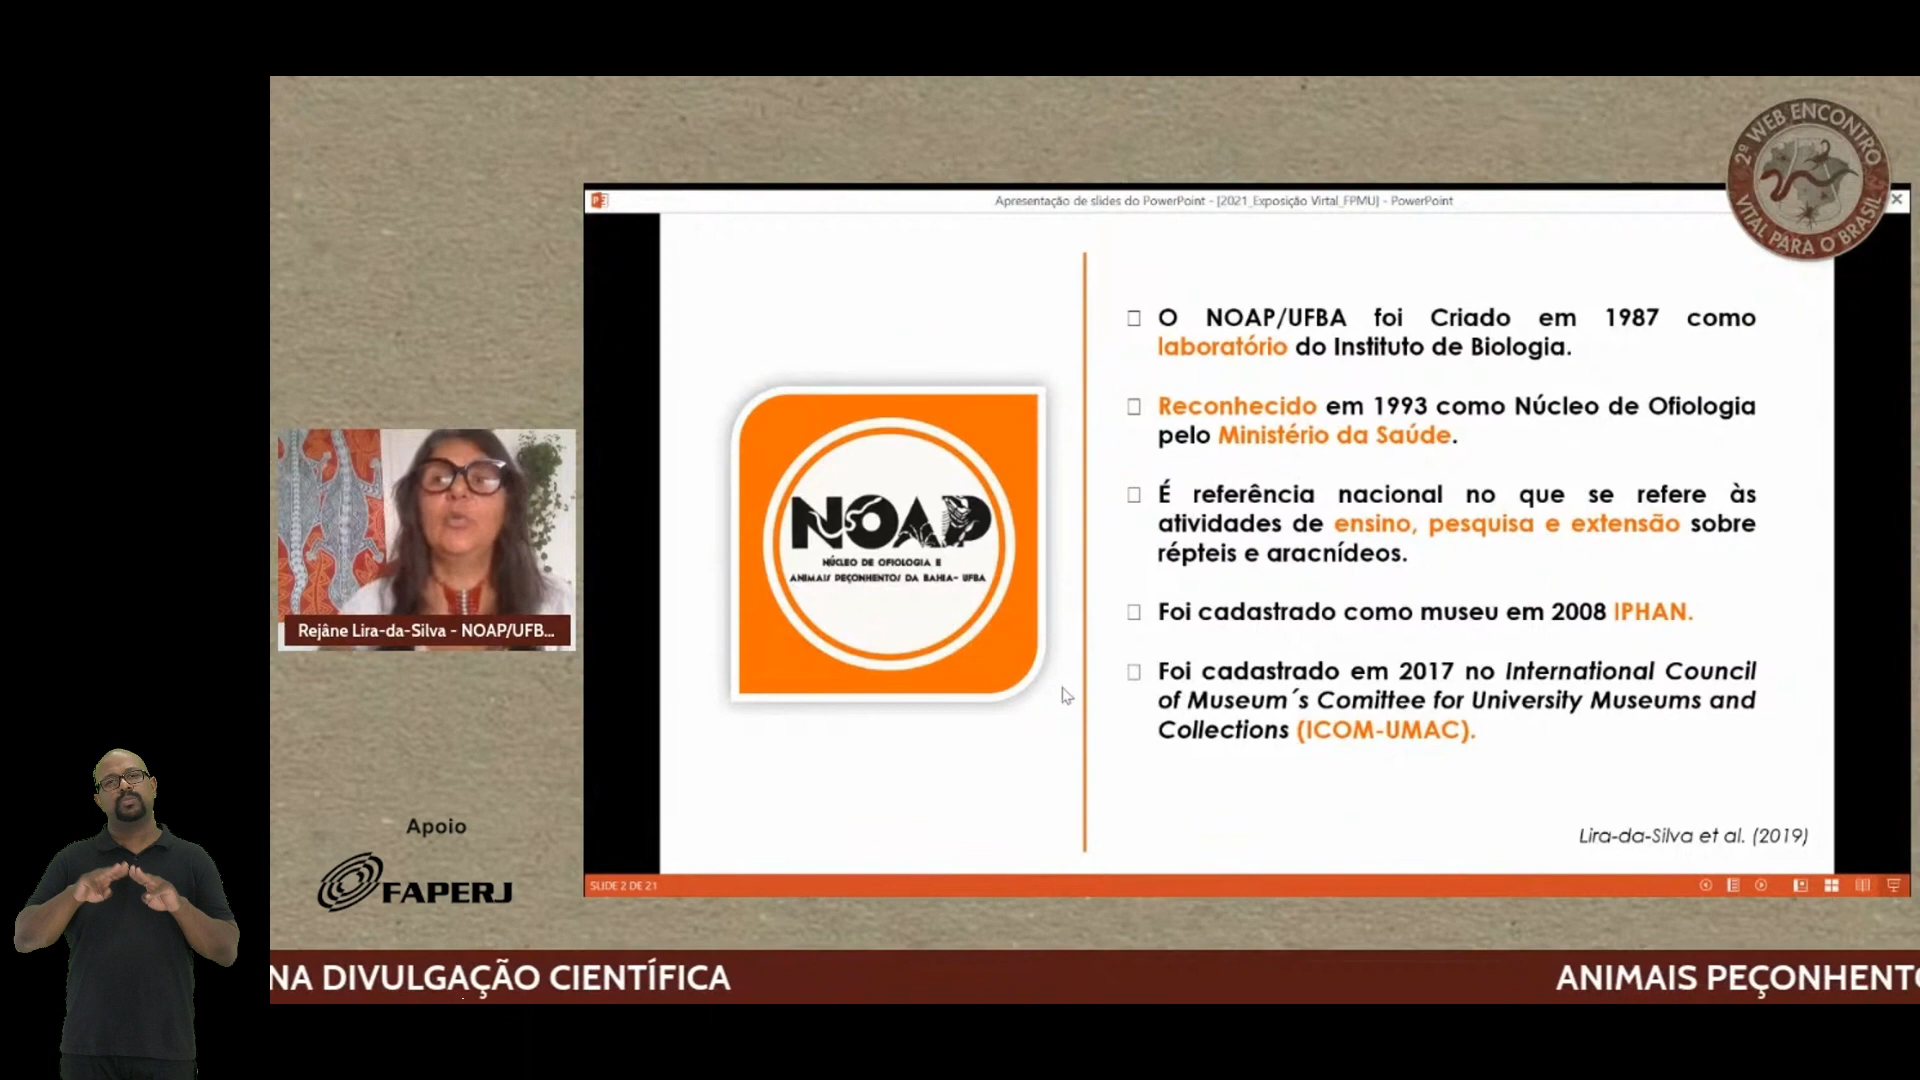 2º WEB ENCONTRO
VITAL PARA O BRASIL
Apresentação de slides do PowerPoint - [2021_Exposição Virtal_FPMU] - PowerPoint
O NOAP/UFBA foi Criado em 1987 como
laboratório do Instituto de Biologia.
Reconhecido em 1993 como Núcleo de Ofiologia
pelo Ministério da Saúde.
É referência nacional no que se refere às
atividades de ensino, pesquisa e extensão sobre
répteis e aracnídeos.
Foi cadastrado como museu em 2008 IPHAN.
Foi cadastrado em 2017 no International Council
of Museum´s Comittee for University Museums and
Collections (ICOM-UMAC).
Lira-da-Silva et al. (2019)
NOAP
NÚCLEO DE OFIOLOGIA E
ANIMAIS PEÇONHENTOS DA BAHIA- UFBA
Rejâne Lira-da-Silva - NOAP/UFB...
Apoio
FAPERJ
SLIDE 2 DE 21
NA DIVULGAÇÃO CIENTÍFICA
ANIMAIS PEÇONHENTO